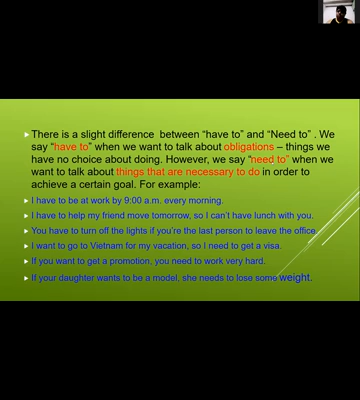 There is a slight difference between “have to” and “Need to” . We
say “have to” when we want to talk about obligations – things we
have no choice about doing. However, we say “need to” when we
want to talk about things that are necessary to do in order to
achieve a certain goal. For example:
I have to be at work by 9:00 a.m. every morning.
I have to help my friend move tomorrow, so I can’t have lunch with you.
You have to turn off the lights if you’re the last person to leave the office.
I want to go to Vietnam for my vacation, so I need to get a visa.
If you want to get a promotion, you need to work very hard.
If your daughter wants to be a model, she needs to lose some weight.